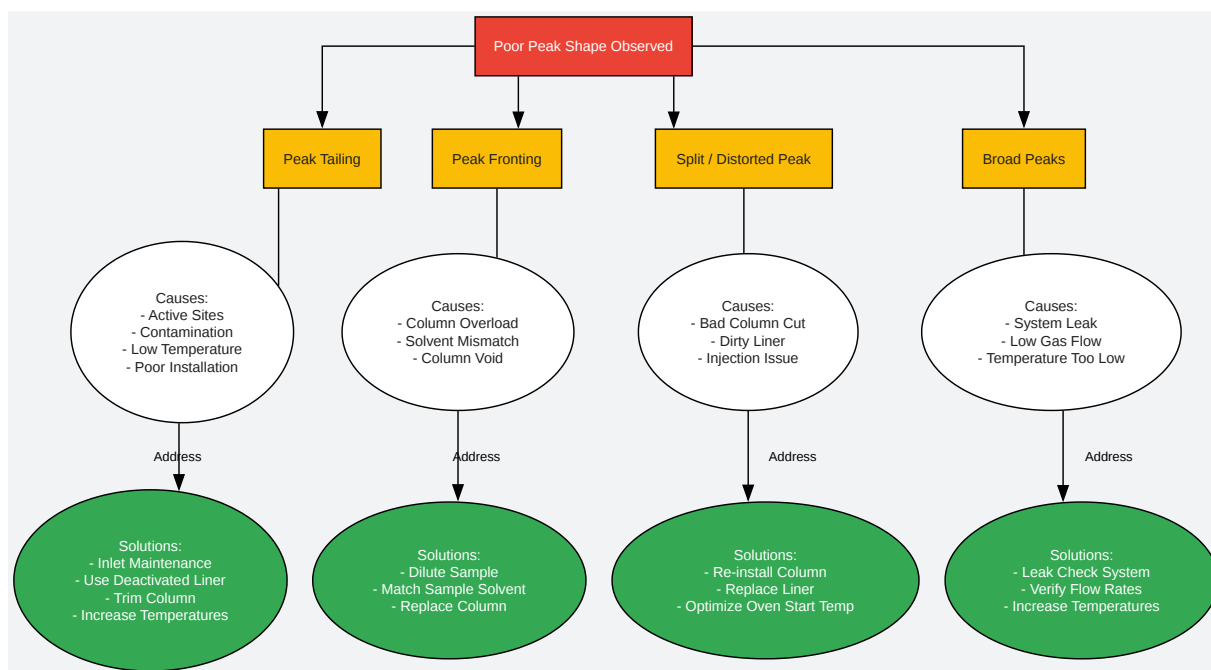 Poor Peak Shape Observed
Peak Tailing
Peak Fronting
Split / Distorted Peak
Broad Peaks
Causes:
- Active Sites
- Contamination
- Low Temperature
- Poor Installation
Causes:
- Column Overload
- Solvent Mismatch
- Column Void
Causes:
- Bad Column Cut
- Dirty Liner
- Injection Issue
Causes:
- System Leak
- Low Gas Flow
- Temperature Too Low
Address
Address
Address
Address
Solutions:
- Inlet Maintenance
- Use Deactivated Liner
- Trim Column
- Increase Temperatures
Solutions:
- Dilute Sample
- Match Sample Solvent
- Replace Column
Solutions:
- Re-install Column
- Replace Liner
- Optimize Oven Start Temp
Solutions:
- Leak Check System
- Verify Flow Rates
- Increase Temperatures